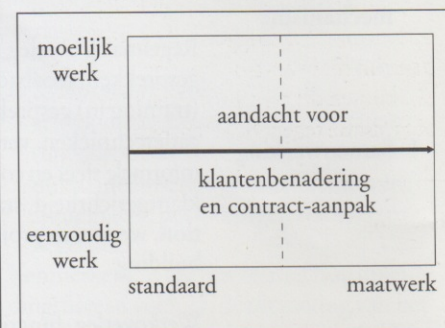 moeilijk
werk
aandacht voor
klantenbenadering
en contract-aanpak
eenvoudig
werk
standaard
maatwerk